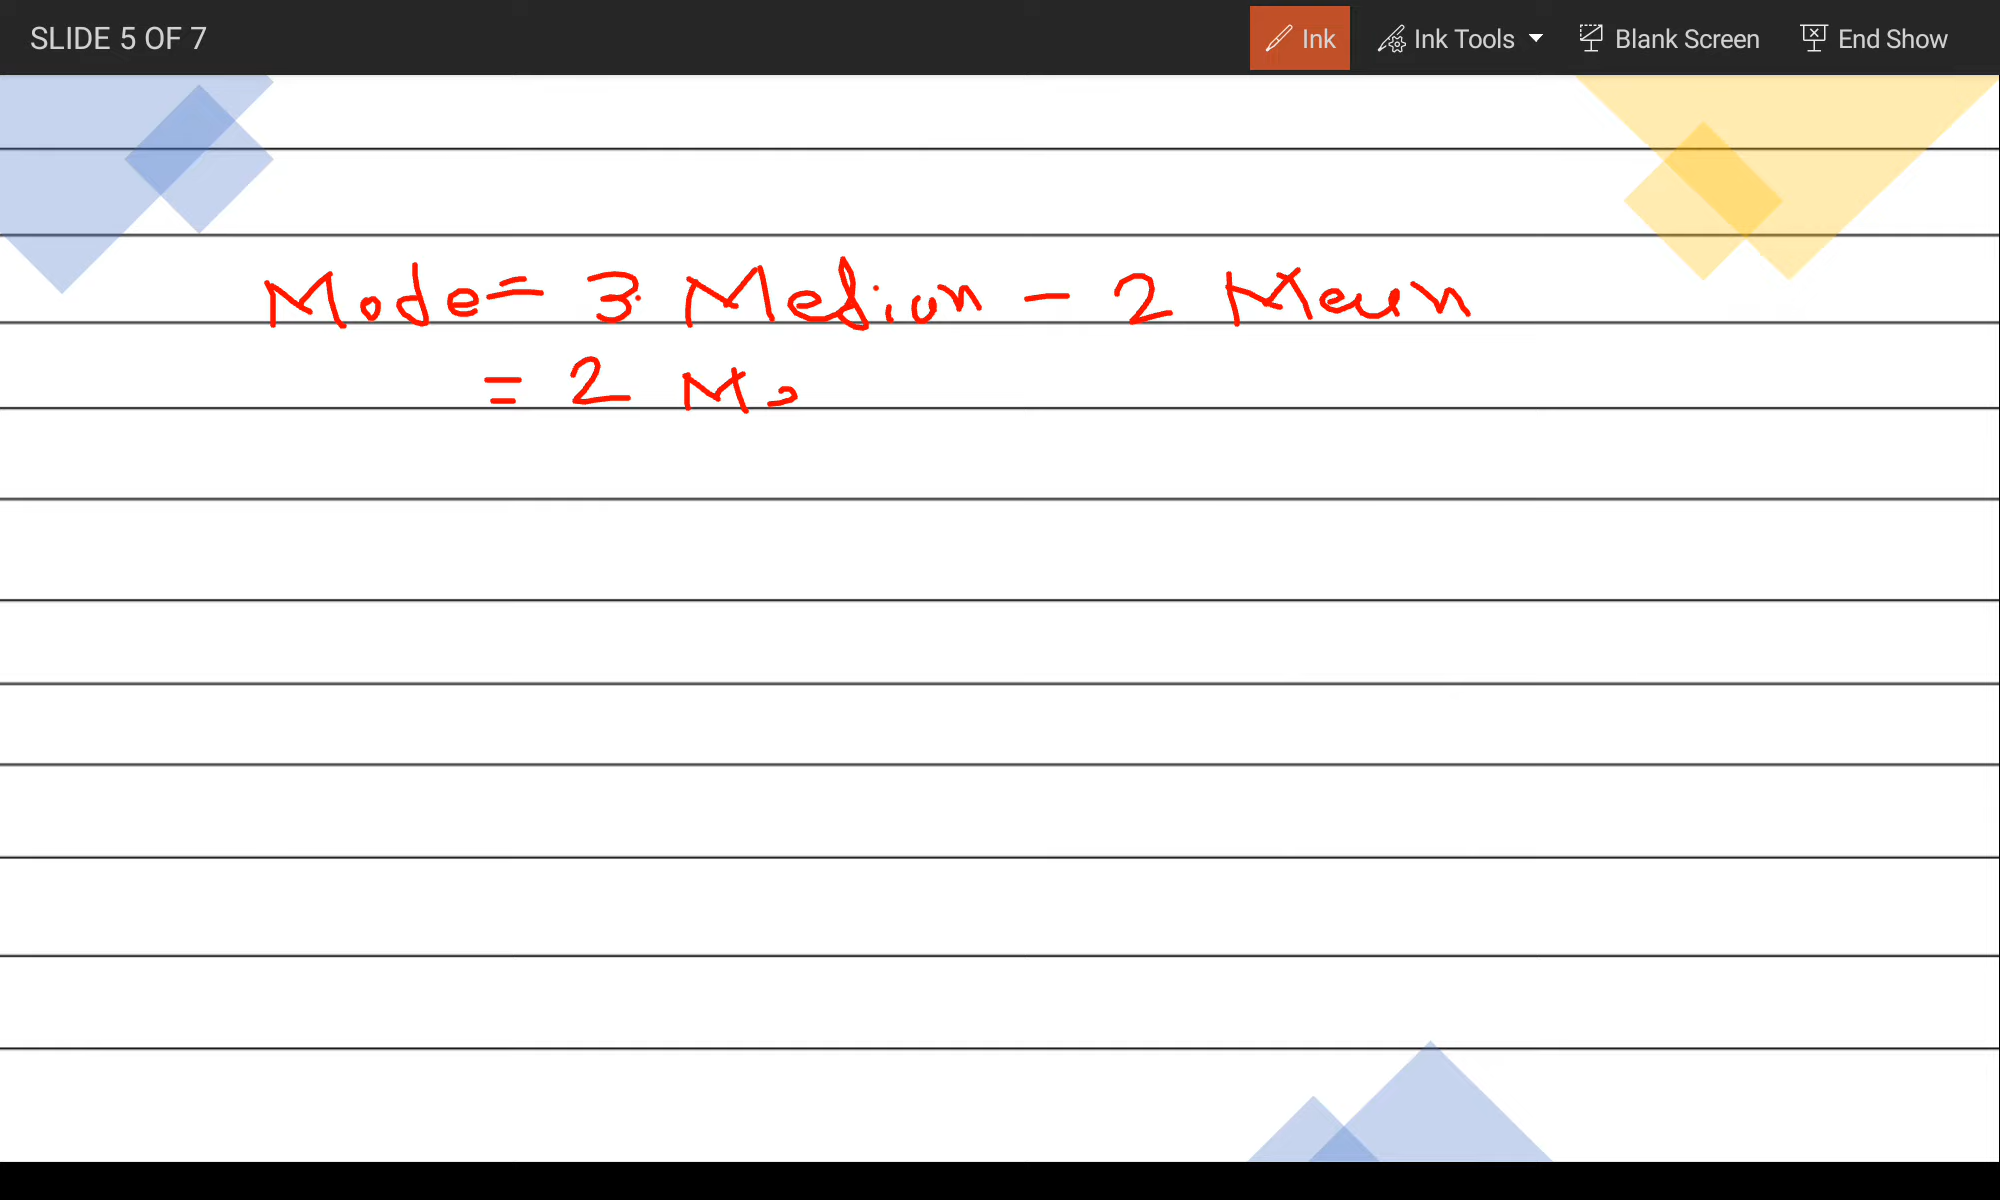 SLIDE 5 OF 7
Ink
Ink Tools
Blank Screen
End Show
Mode = 3 Median - 2 Mean
= 2 M